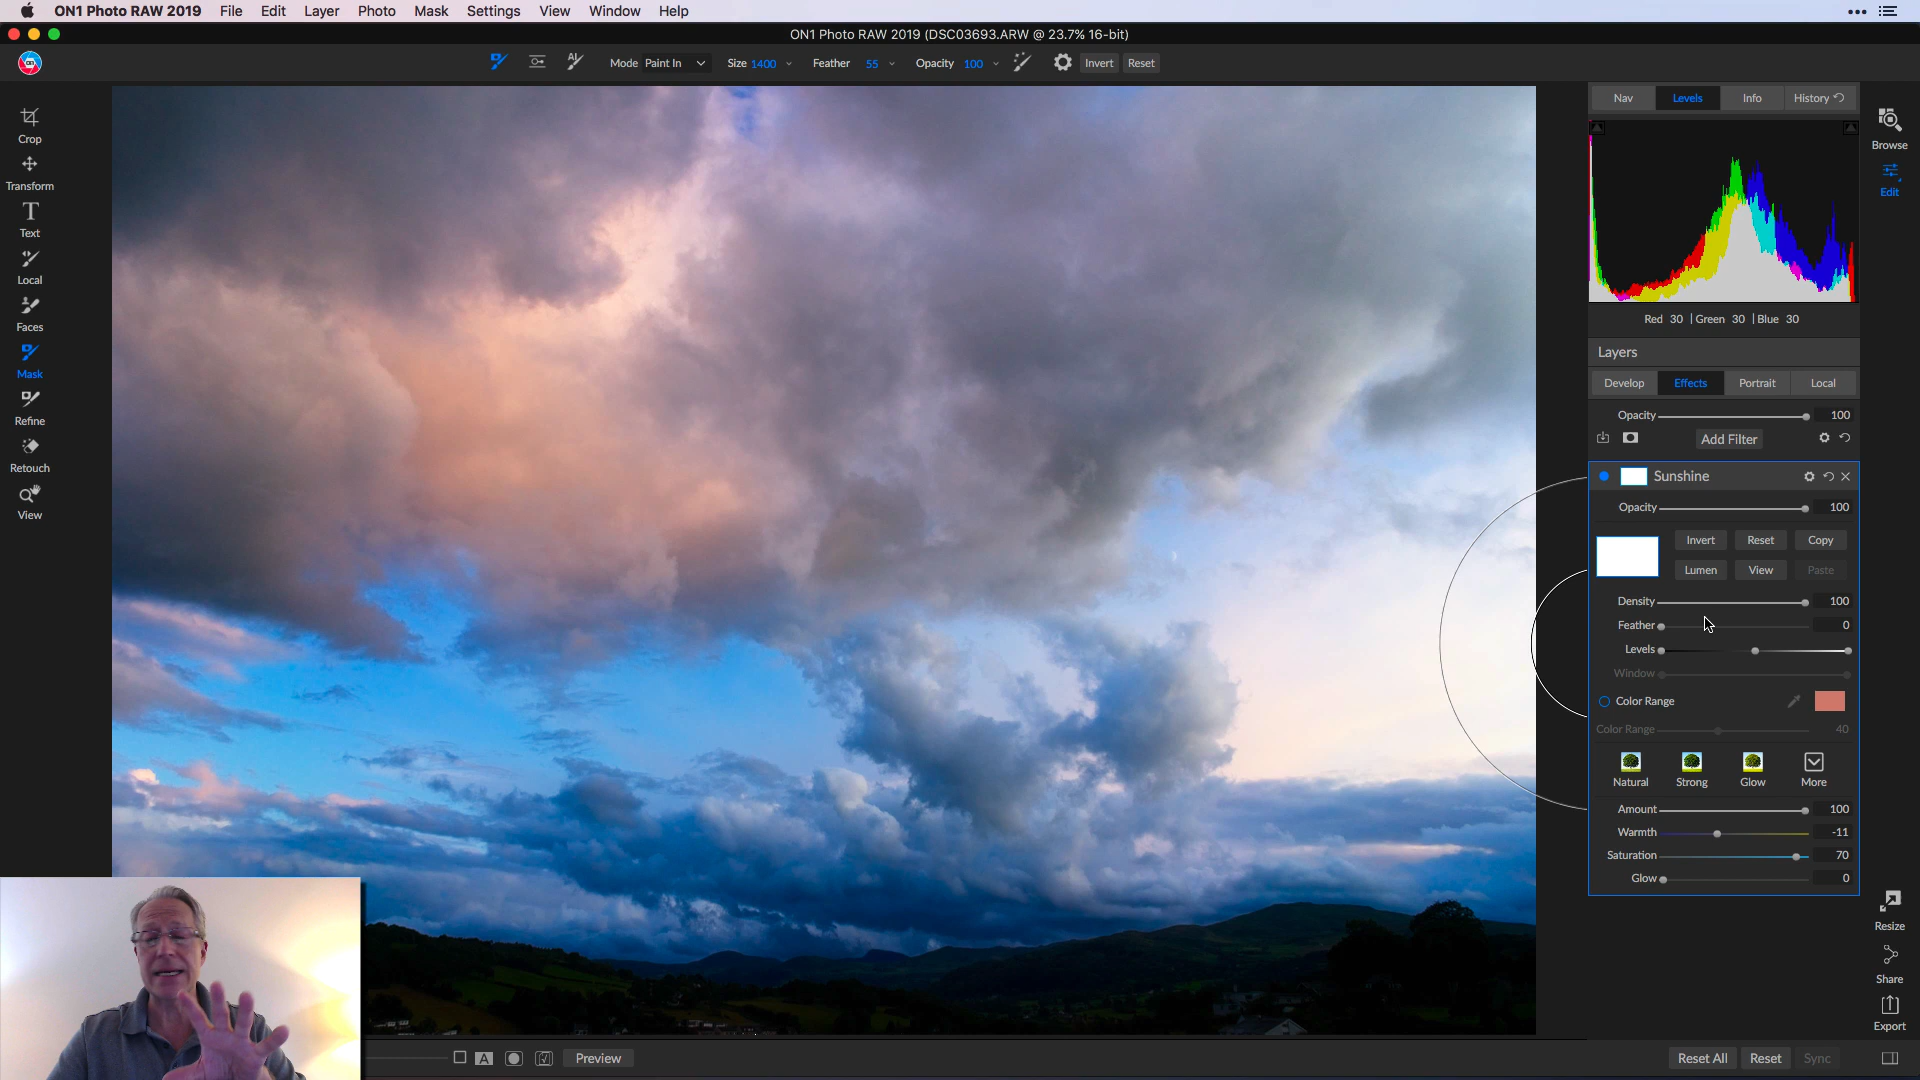 ON1 Photo RAW 2019 File Edit Layer Photo Mask Settings View Window Help
ON1 Photo RAW 2019 (DSC03693.ARW @ 23.7% 16-bit)
Mode Paint In Size 1400 Feather 55 Opacity 100 Invert Reset
Crop
Transform
Text
Local
Faces
Mask
Refine
Retouch
View
Nav Levels Info History
Red 30 | Green 30 | Blue 30
Layers
Develop Effects Portrait Local
Opacity 100
Add Filter
Sunshine
Opacity 100
Invert Reset Copy
Lumen View Paste
Density 100
Feather 0
Levels
Window
Color Range
Color Range 40
Natural Strong Glow More
Amount 100
Warmth -11
Saturation 70
Glow 0
Browse
Edit
Resize
Share
Export
A Preview
Reset All Reset Sync